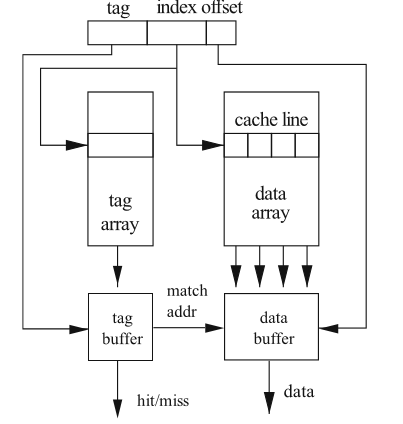 tag index offset
cache line
tag
array
data
array
match
addr
tag
buffer
data
buffer
hit/miss
data